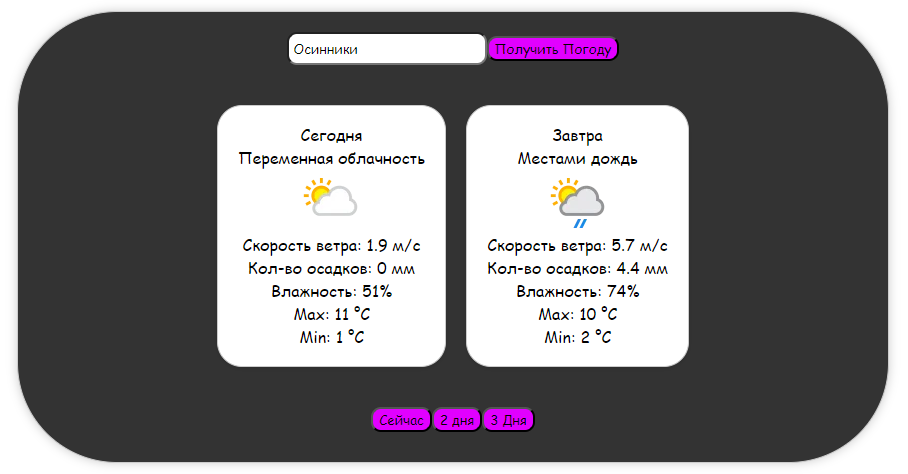 Осинники
Получить Погоду
Сегодня
Переменная облачность
Скорость ветра: 1.9 м/с
Кол-во осадков: 0 мм
Влажность: 51%
Max: 11 °C
Min: 1 °C
Завтра
Местами дождь
Скорость ветра: 5.7 м/с
Кол-во осадков: 4.4 мм
Влажность: 74%
Max: 10 °C
Min: 2 °C
Сейчас
2 дня
3 Дня